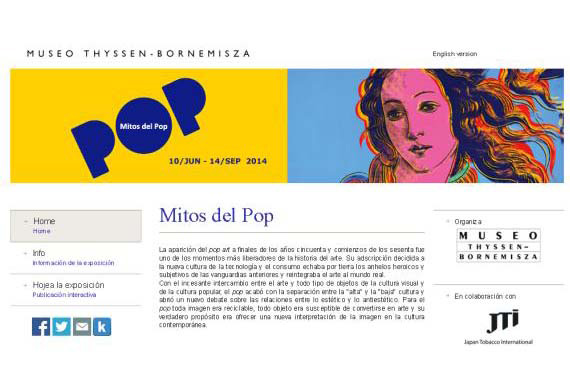 MUSEO THYSSEN-BORNEMISZA
English version
POP
Mitos del Pop
10/JUN - 14/SEP 2014
Home
Home
Info
Información de la exposición
Hojea la exposición
Publicación interactiva
Mitos del Pop
La aparición del pop art a finales de los años cincuenta y comienzos de los sesenta fue
uno de los momentos más liberadores de la historia del arte. Su adscripción decidida a
la nueva cultura de la tecnología y el consumo echaba por tierra los anhelos heroicos y
subjetivos de las vanguardias anteriores y reintegraba el arte al mundo real.
Con el incesante intercambio entre el arte y todo tipo de objetos de la cultura visual y
de la cultura popular, el pop acabó con la separación entre la "alta" y la "baja" cultura y
abrió un nuevo debate sobre las relaciones entre lo estético y lo antiestético. Para el
pop toda imagen era reciclable, todo objeto era susceptible de convertirse en arte y su
verdadero propósito era ofrecer una nueva interpretación de la imagen en la cultura
contemporánea.
Organiza
MUSEO
THYSSEN-
BORNEMISZA
En colaboración con
JTi
Japan Tobacco International